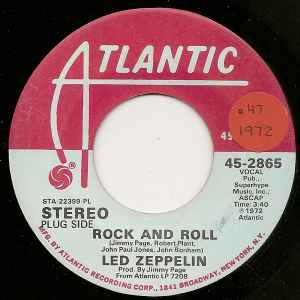 ATLANTIC
#47
1972
45
45-2865
VOCAL
Pub.,
Superhype
Music, Inc.,
ASCAP
Time: 3:40
℗ 1972
Atlantic
STA-22399-PL
STEREO
PLUG SIDE
ROCK AND ROLL
(Jimmy Page, Robert Plant,
John Paul Jones, John Bonham)
LED ZEPPELIN
Prod. By Jimmy Page
From Atlantic LP 7208
MFG. BY ATLANTIC RECORDING CORP., 1841 BROADWAY, NEW YORK, N.Y.